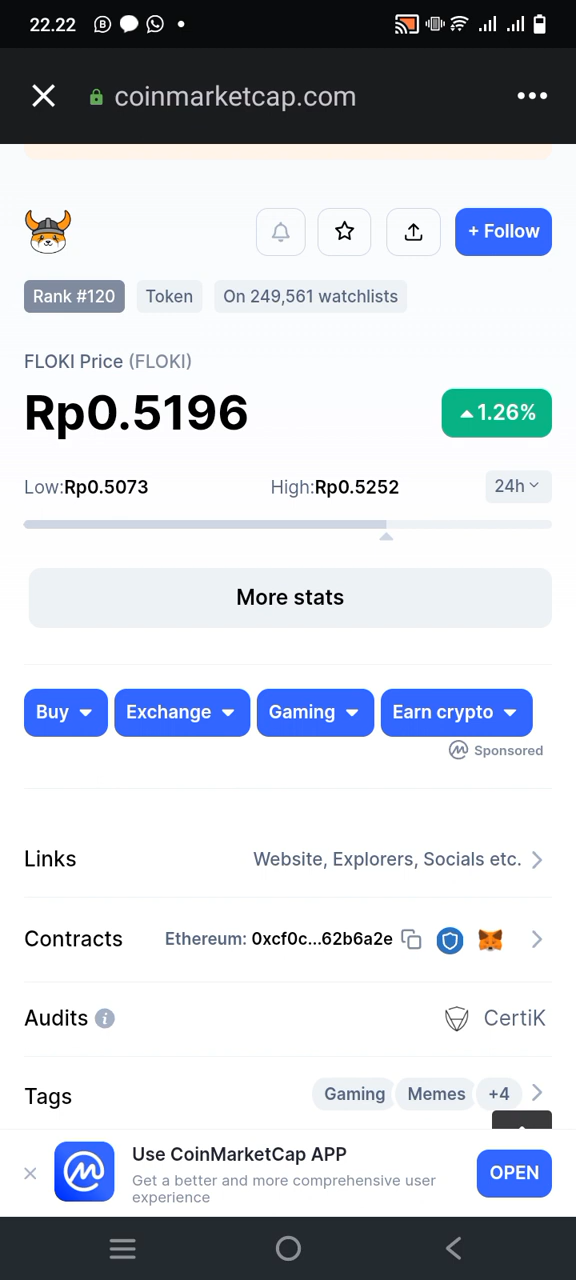 22.22
coinmarketcap.com
+ Follow
Rank #120 Token On 249,561 watchlists
FLOKI Price (FLOKI)
Rp0.5196 1.26%
Low:Rp0.5073 High:Rp0.5252 24h
More stats
Buy Exchange Gaming Earn crypto
Sponsored
Links Website, Explorers, Socials etc.
Contracts Ethereum: 0xcf0c...62b6a2e
Audits CertiK
Tags Gaming Memes +4
Use CoinMarketCap APP
Get a better and more comprehensive user
experience
OPEN